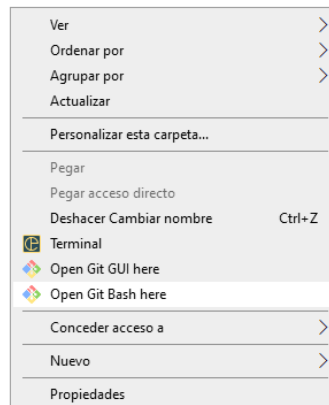 Ver
Ordenar por
Agrupar por
Actualizar
Personalizar esta carpeta...
Pegar
Pegar acceso directo
Deshacer Cambiar nombre Ctrl+Z
Terminal
Open Git GUI here
Open Git Bash here
Conceder acceso a
Nuevo
Propiedades